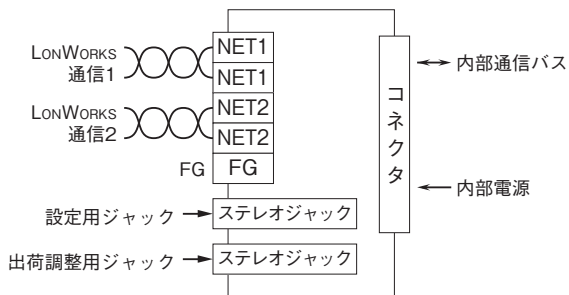 LONWORKS
通信1
NET1
NET1
LONWORKS
通信2
NET2
NET2
FG
FG
設定用ジャック
ステレオジャック
出荷調整用ジャック
ステレオジャック
コネクタ
内部通信バス
内部電源